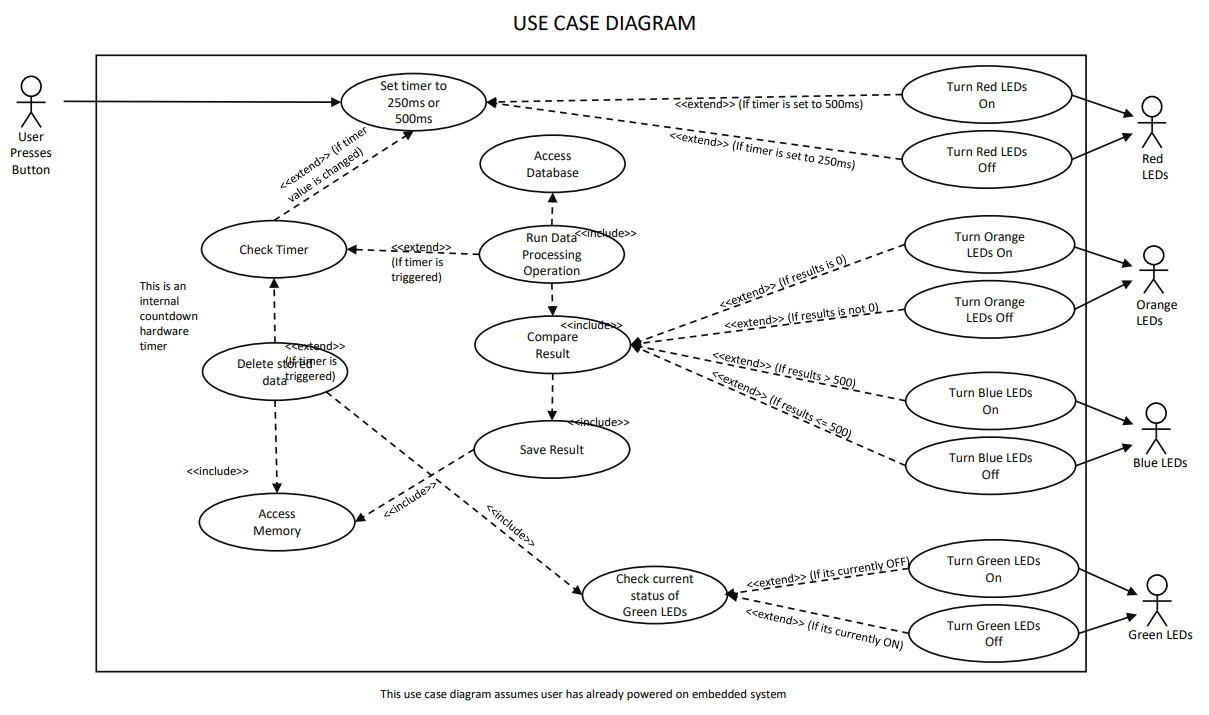 USE CASE DIAGRAM
User
Presses
Button
Set timer to
250ms or
500ms
<<extend>> (If timer is set to 500ms)
<<extend>> (If timer is set to 250ms)
Turn Red LEDs
On
Turn Red LEDs
Off
Red
LEDs
<<extend>> (if timer
value is changed)
Access
Database
Check Timer
<<extend>>
(If timer is
triggered)
Run Data
Processing
Operation
<<include>>
Turn Orange
LEDs On
Turn Orange
LEDs Off
Orange
LEDs
<<extend>> (If results is 0)
<<extend>> (If results is not 0)
This is an
internal
countdown
hardware
timer
<<include>>
Compare
Result
<<extend>>
(If timer is
triggered)
Delete stored
data
<<extend>> (If results > 500)
<<extend>> (If results <= 500)
Turn Blue LEDs
On
Turn Blue LEDs
Off
Blue LEDs
<<include>>
Save Result
<<include>>
<<include>>
<<include>>
Access
Memory
Check current
status of
Green LEDs
<<extend>> (If its currently OFF)
<<extend>> (If its currently ON)
Turn Green LEDs
On
Turn Green LEDs
Off
Green LEDs
This use case diagram assumes user has already powered on embedded system